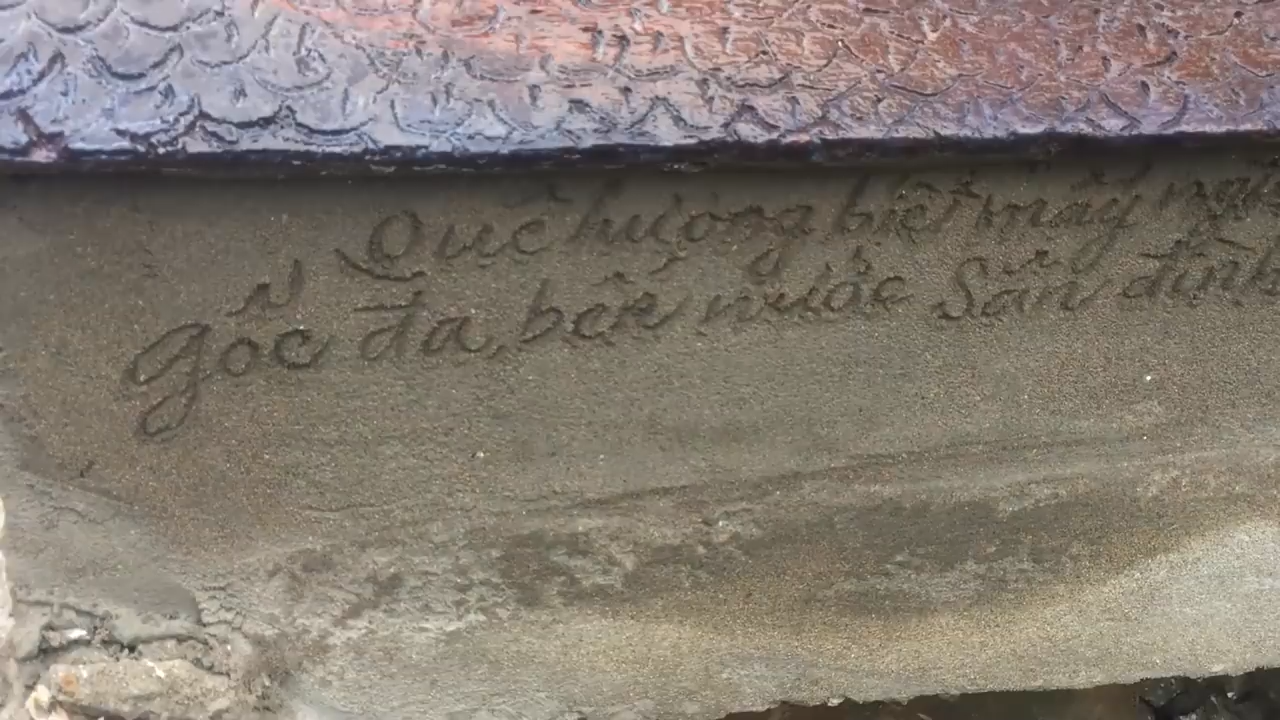 Quê hương biết mấy
Gốc đa, bến nước Sân đình